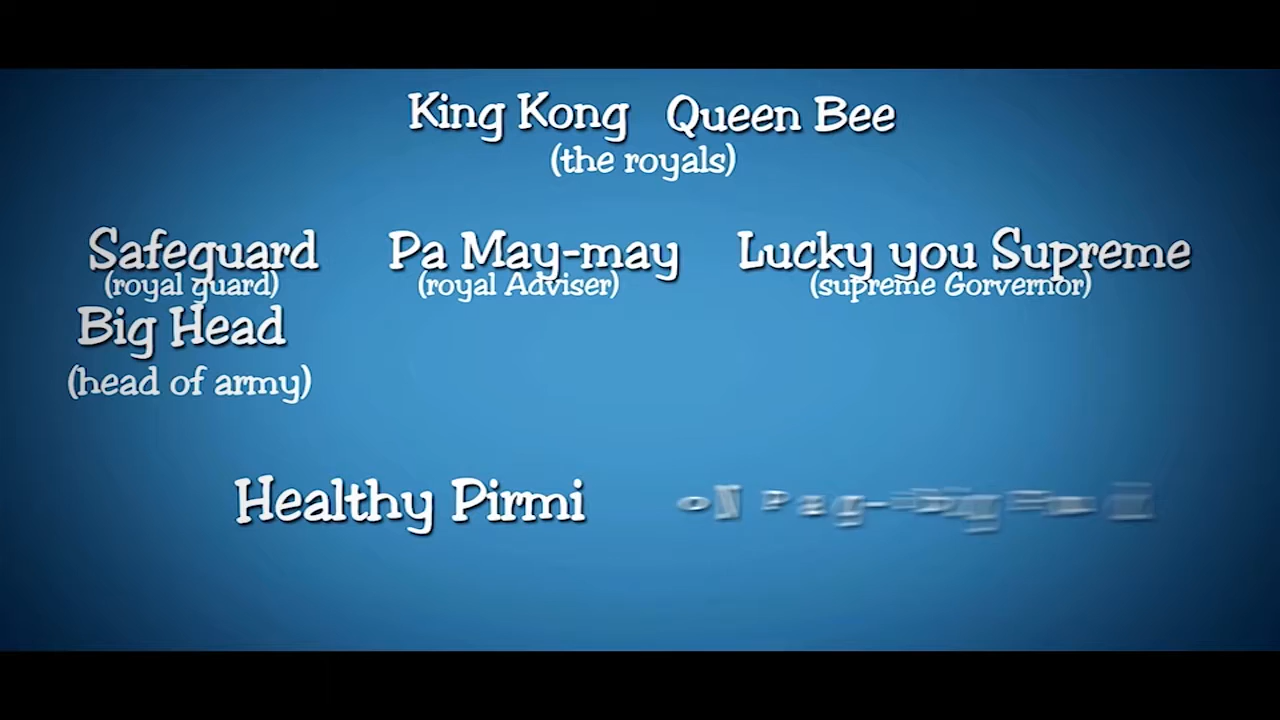 King Kong Queen Bee
(the royals)
Safeguard Pa May-may Lucky you Supreme
(royal guard) (royal Adviser) (supreme Gorvernor)
Big Head
(head of army)
Healthy Pirmi